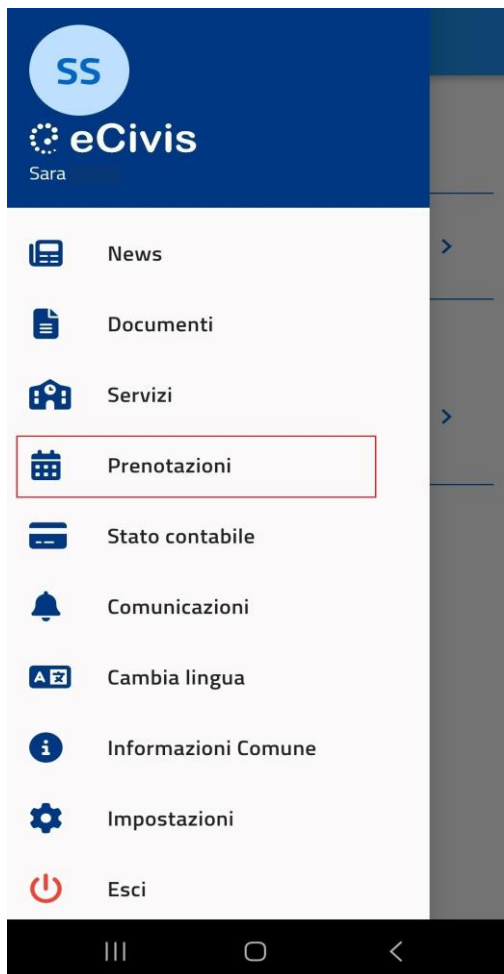 SS
eCivis
Sara
News
Documenti
Servizi
Prenotazioni
Stato contabile
Comunicazioni
Cambia lingua
Informazioni Comune
Impostazioni
Esci